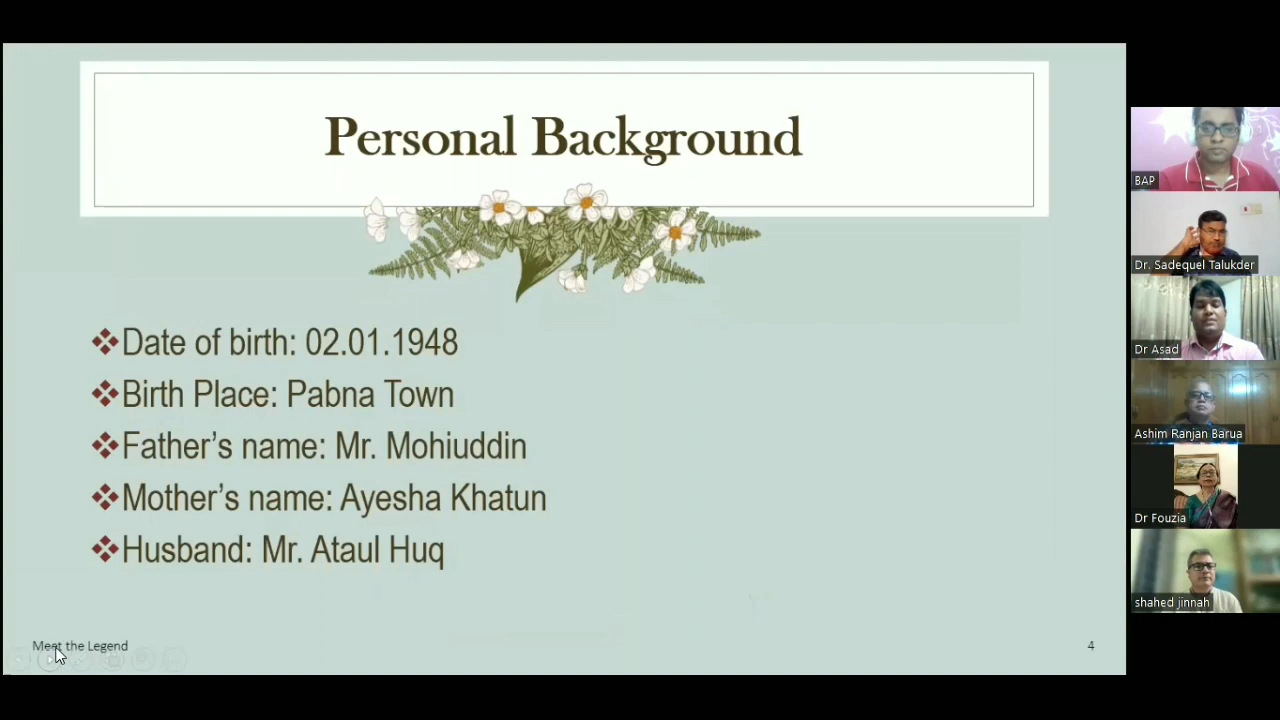 Personal Background
Date of birth: 02.01.1948
Birth Place: Pabna Town
Father’s name: Mr. Mohiuddin
Mother’s name: Ayesha Khatun
Husband: Mr. Ataul Huq
Meet the Legend
4
BAP
Dr. Sadequel Talukder
Dr Asad
Ashim Ranjan Barua
Dr Fouzia
shahed jinnah